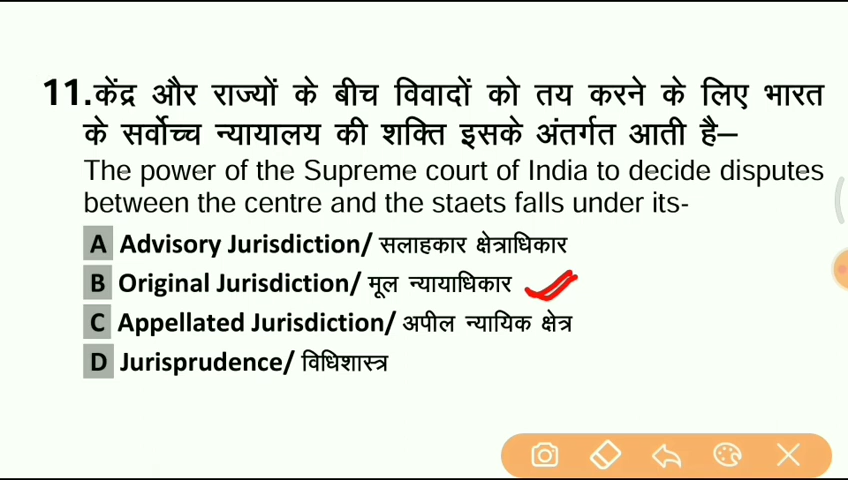 11.केंद्र और राज्यों के बीच विवादों को तय करने के लिए भारत
के सर्वोच्च न्यायालय की शक्ति इसके अंतर्गत आती है–
The power of the Supreme court of India to decide disputes
between the centre and the staets falls under its-
A Advisory Jurisdiction/ सलाहकार क्षेत्राधिकार
B Original Jurisdiction/ मूल न्यायाधिकार
C Appellated Jurisdiction/ अपील न्यायिक क्षेत्र
D Jurisprudence/ विधिशास्त्र